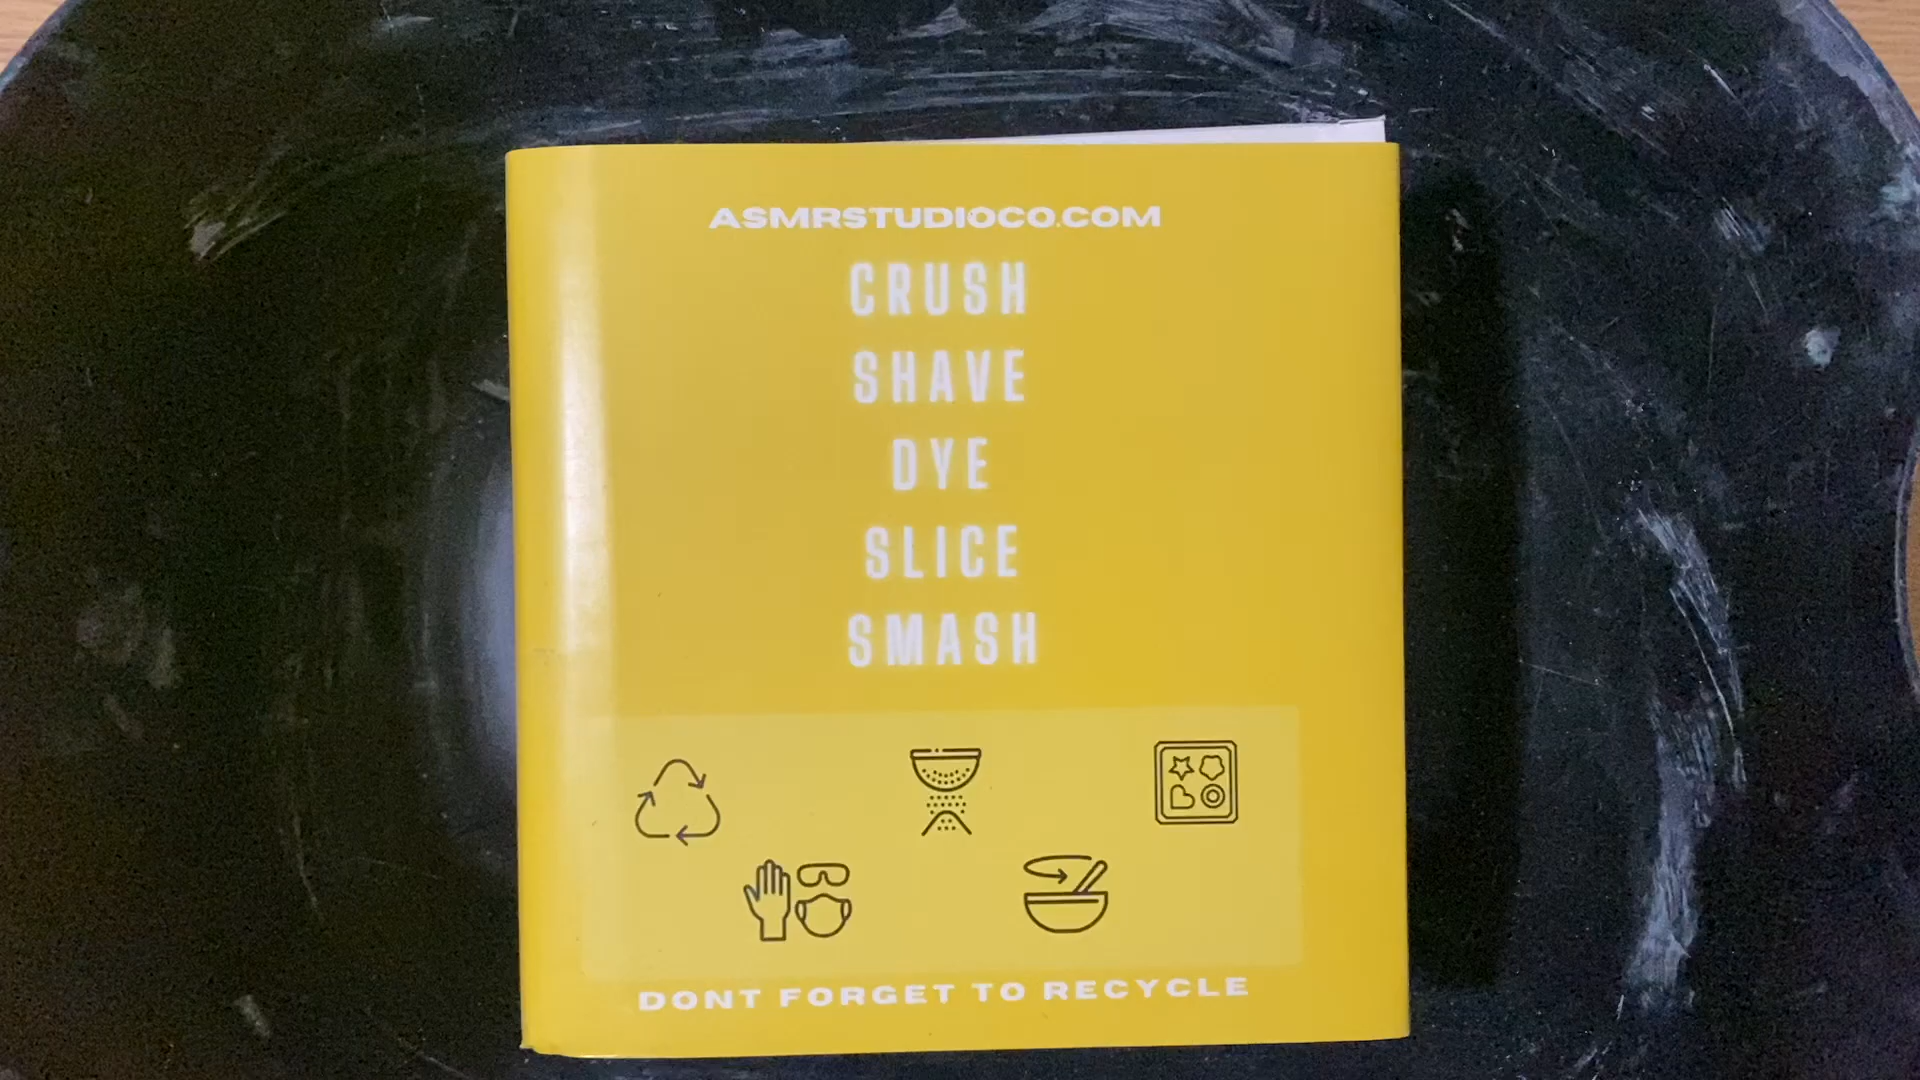 ASMRSTUDIOCO.COM
CRUSH
SHAVE
DYE
SLICE
SMASH
DONT FORGET TO RECYCLE